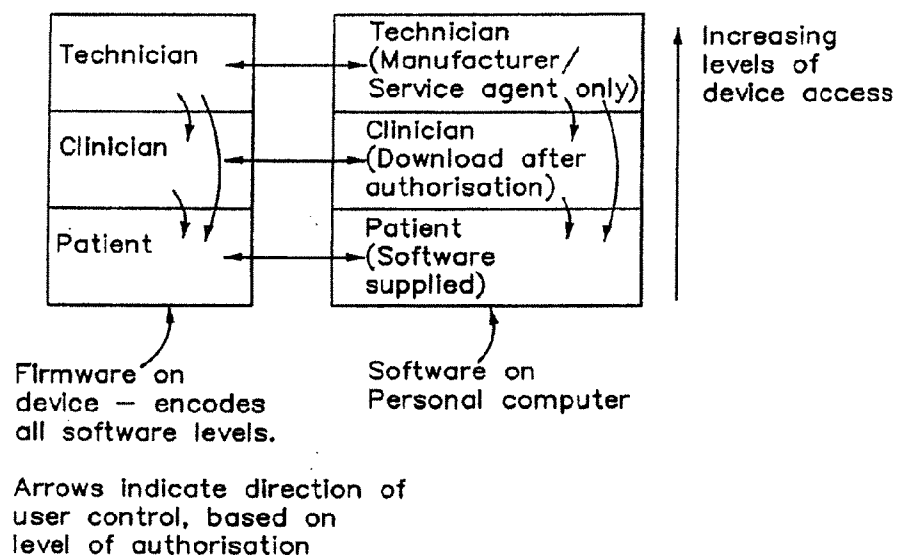 Technician
Clinician
Patient
Technician
(Manufacturer/
Service agent only)
Clinician
(Download after
authorisation)
Patient
(Software
supplied)
Increasing
levels of
device access
Firmware on
device – encodes
all software levels.
Software on
Personal computer
Arrows indicate direction of
user control, based on
level of authorisation